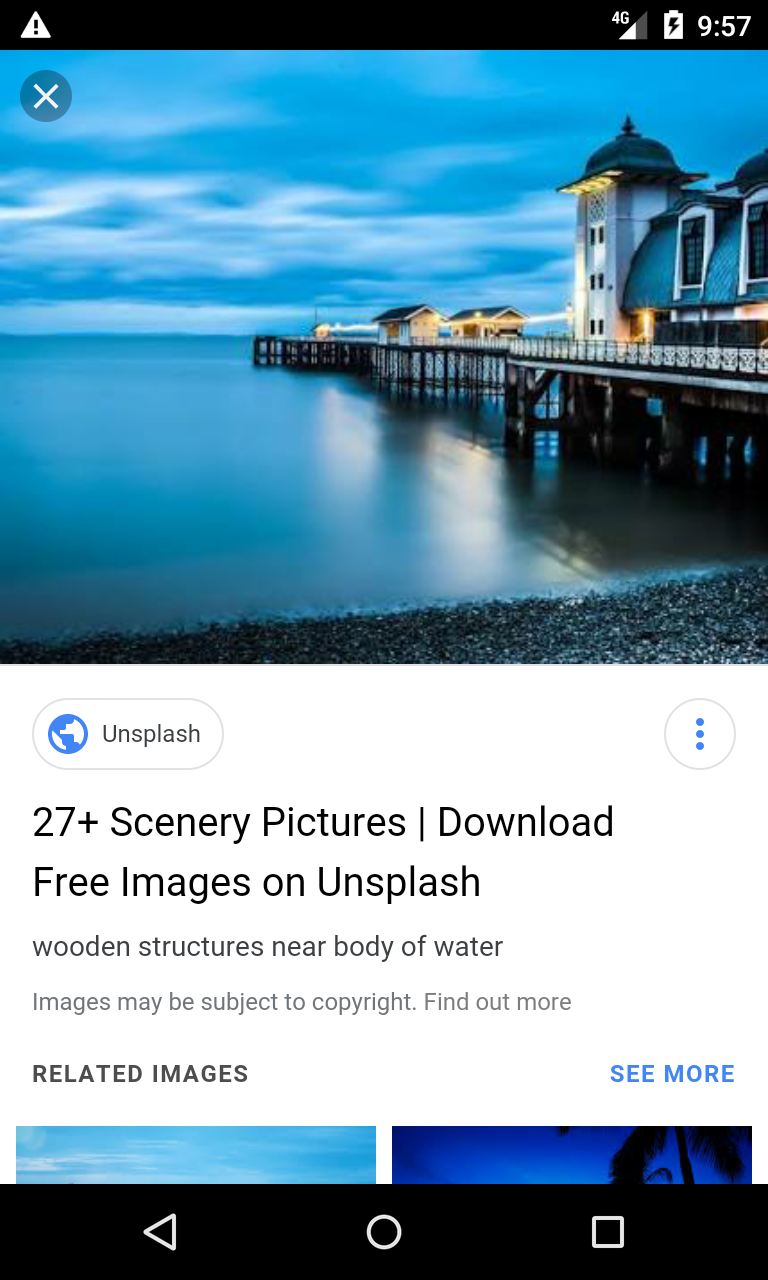 4G 9:57
Unsplash
27+ Scenery Pictures | Download
Free Images on Unsplash
wooden structures near body of water
Images may be subject to copyright. Find out more
RELATED IMAGES SEE MORE